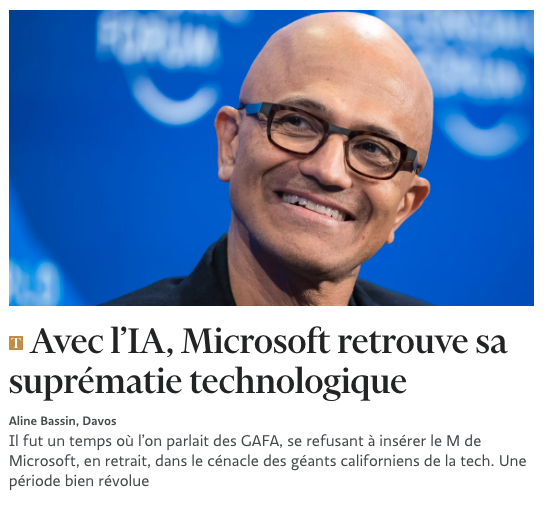 FORUM
WORLD
T Avec l’IA, Microsoft retrouve sa
suprématie technologique
Aline Bassin, Davos
Il fut un temps où l’on parlait des GAFA, se refusant à insérer le M de
Microsoft, en retrait, dans le cénacle des géants californiens de la tech. Une
période bien révolue